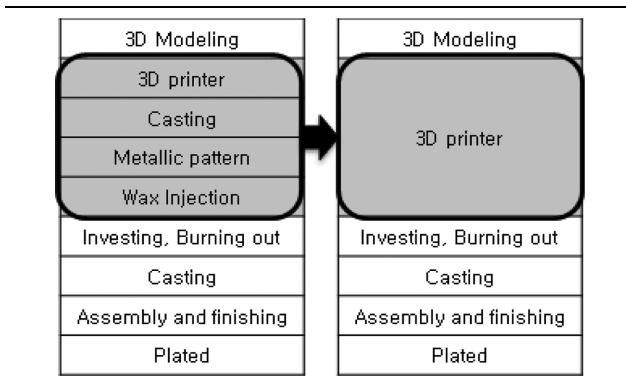 3D Modeling
3D printer
Casting
Metallic pattern
Wax Injection
Investing, Burning out
Casting
Assembly and finishing
Plated
3D Modeling
3D printer
Investing, Burning out
Casting
Assembly and finishing
Plated